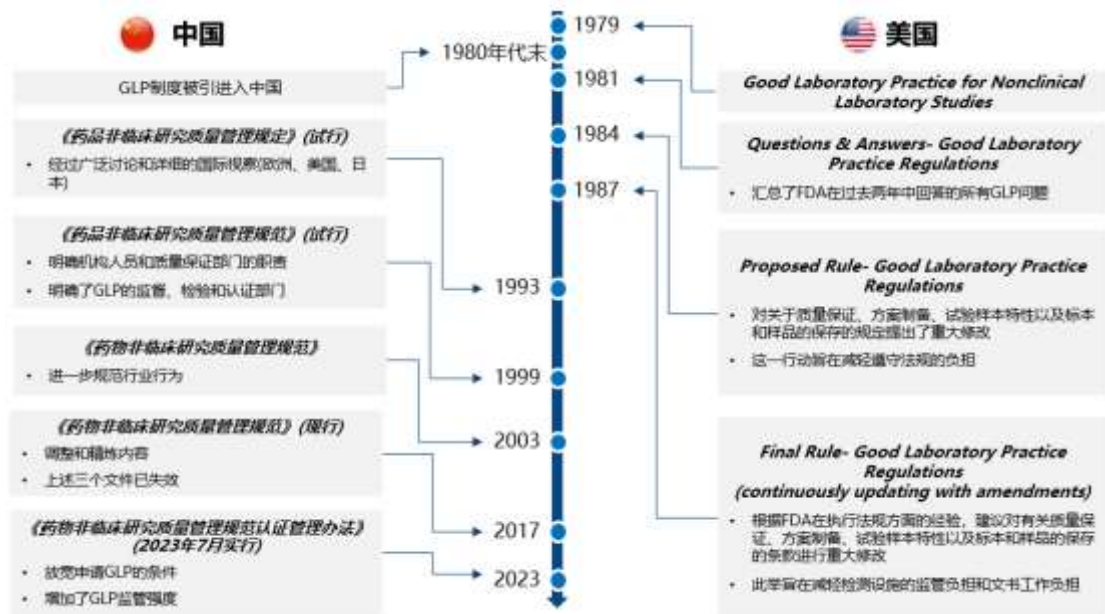 中国
GLP制度被引进入中国
《药品非临床研究质量管理规定》(试行)
• 经过广泛讨论和详细的国际视察(欧洲、美国、日
本)
《药品非临床研究质量管理规范》(试行)
• 明确机构人员和质量保证部门的职责
• 明确了GLP的监管、检验和认证部门
《药物非临床研究质量管理规范》
• 进一步规范行业行为
《药物非临床研究质量管理规范》(现行)
• 调整和精炼内容
• 上述三个文件已失效
《药物非临床研究质量管理规范认证管理办法》
(2023年7月实行)
• 放宽申请GLP的条件
• 增加了GLP监管强度
1979
1980年代末
1981
1984
1987
1993
1999
2003
2017
2023
美国
Good Laboratory Practice for Nonclinical
Laboratory Studies
Questions & Answers- Good Laboratory
Practice Regulations
• 汇总了FDA在过去两年中回答的所有GLP问题
Proposed Rule- Good Laboratory Practice
Regulations
• 对关于质量保证、方案制备、试验样本特性以及标本
和样品的保存的规定提出了重大修改
• 这一行动旨在减轻遵守法规的负担
Final Rule- Good Laboratory Practice
Regulations
(continuously updating with amendments)
• 根据FDA在执行法规方面的经验，建议对有关质量保
证、方案制备、试验样本特性以及标本和样品的保存
的条款进行重大修改
• 此举旨在减轻检测设施的监管负担和文书工作负担